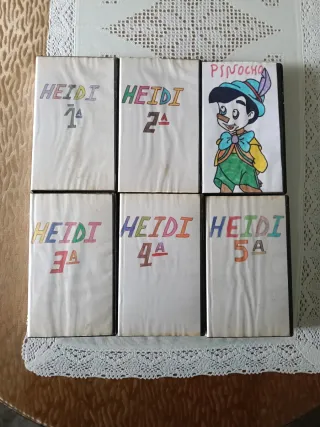 HEIDI
1ª
HEIDI
2ª
PINOCHO
HEIDI
3ª
HEIDI
4ª
HEIDI
5ª